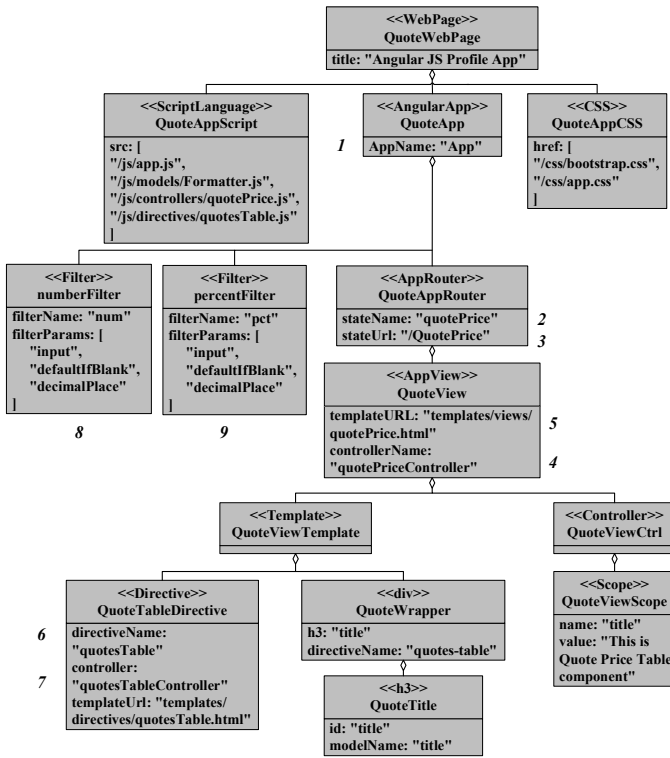 <<WebPage>>
QuoteWebPage
title: "Angular JS Profile App"
<<ScriptLanguage>>
QuoteAppScript
src: [
"/js/app.js",
"/js/models/Formatter.js",
"/js/controllers/quotePrice.js",
"/js/directives/quotesTable.js"
]
1
<<AngularApp>>
QuoteApp
AppName: "App"
<<CSS>>
QuoteAppCSS
href: [
"/css/bootstrap.css",
"/css/app.css"
]
<<Filter>>
numberFilter
filterName: "num"
filterParams: [
"input",
"defaultIfBlank",
"decimalPlace"
]
8
<<Filter>>
percentFilter
filterName: "pct"
filterParams: [
"input",
"defaultIfBlank",
"decimalPlace"
]
9
<<AppRouter>>
QuoteAppRouter
stateName: "quotePrice"
2
stateUrl: "/QuotePrice"
3
<<AppView>>
QuoteView
templateURL: "templates/views/
5
quotePrice.html"
controllerName:
4
"quotePriceController"
<<Template>>
QuoteViewTemplate
<<Controller>>
QuoteViewCtrl
<<Directive>>
QuoteTableDirective
6
directiveName:
"quotesTable"
7
controller:
"quotesTableController"
templateUrl: "templates/
directives/quotesTable.html"
<<div>>
QuoteWrapper
h3: "title"
directiveName: "quotes-table"
<<h3>>
QuoteTitle
id: "title"
modelName: "title"
<<Scope>>
QuoteViewScope
name: "title"
value: "This is
Quote Price Table
component"